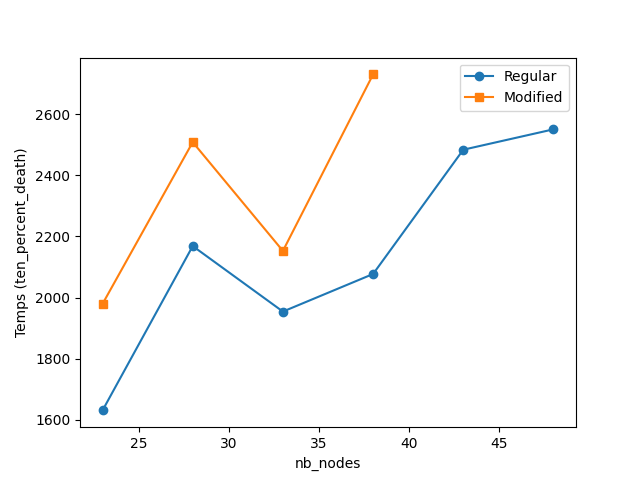 Regular
Modified
2600
2400
2200
2000
1800
1600
Temps (ten_percent_death)
25
30
35
40
45
nb_nodes